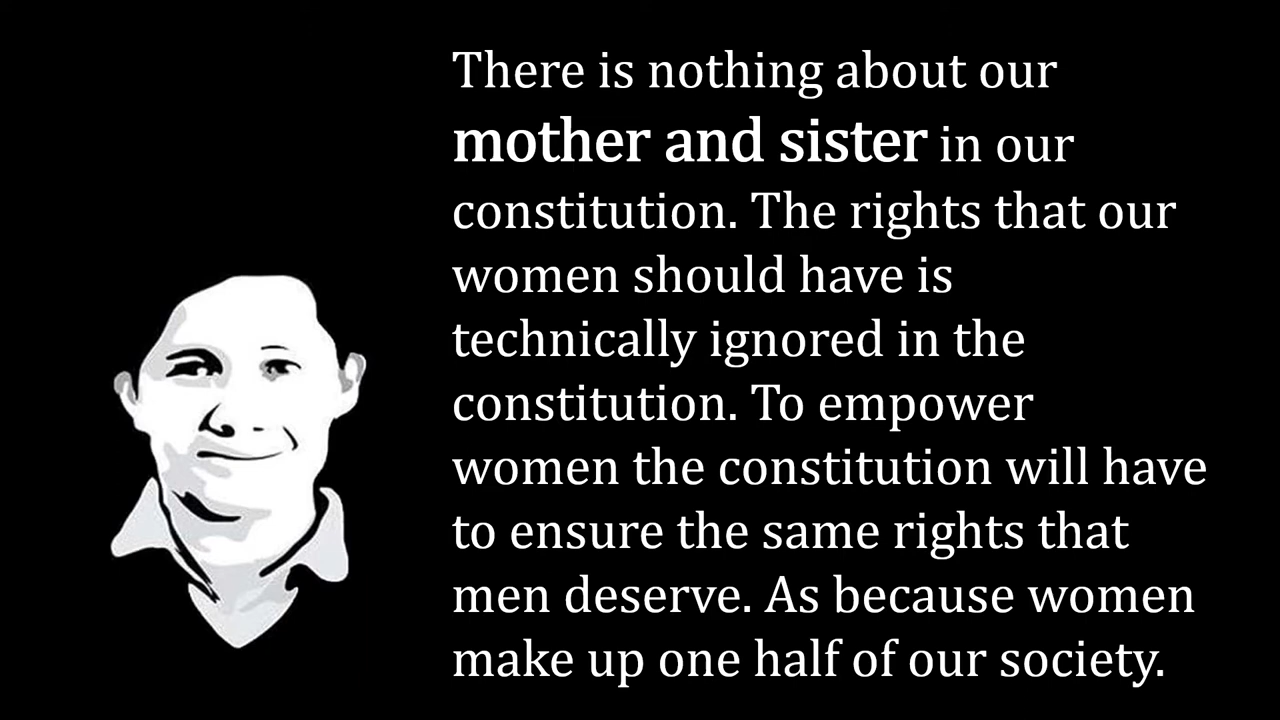 There is nothing about our
mother and sister in our
constitution. The rights that our
women should have is
technically ignored in the
constitution. To empower
women the constitution will have
to ensure the same rights that
men deserve. As because women
make up one half of our society.